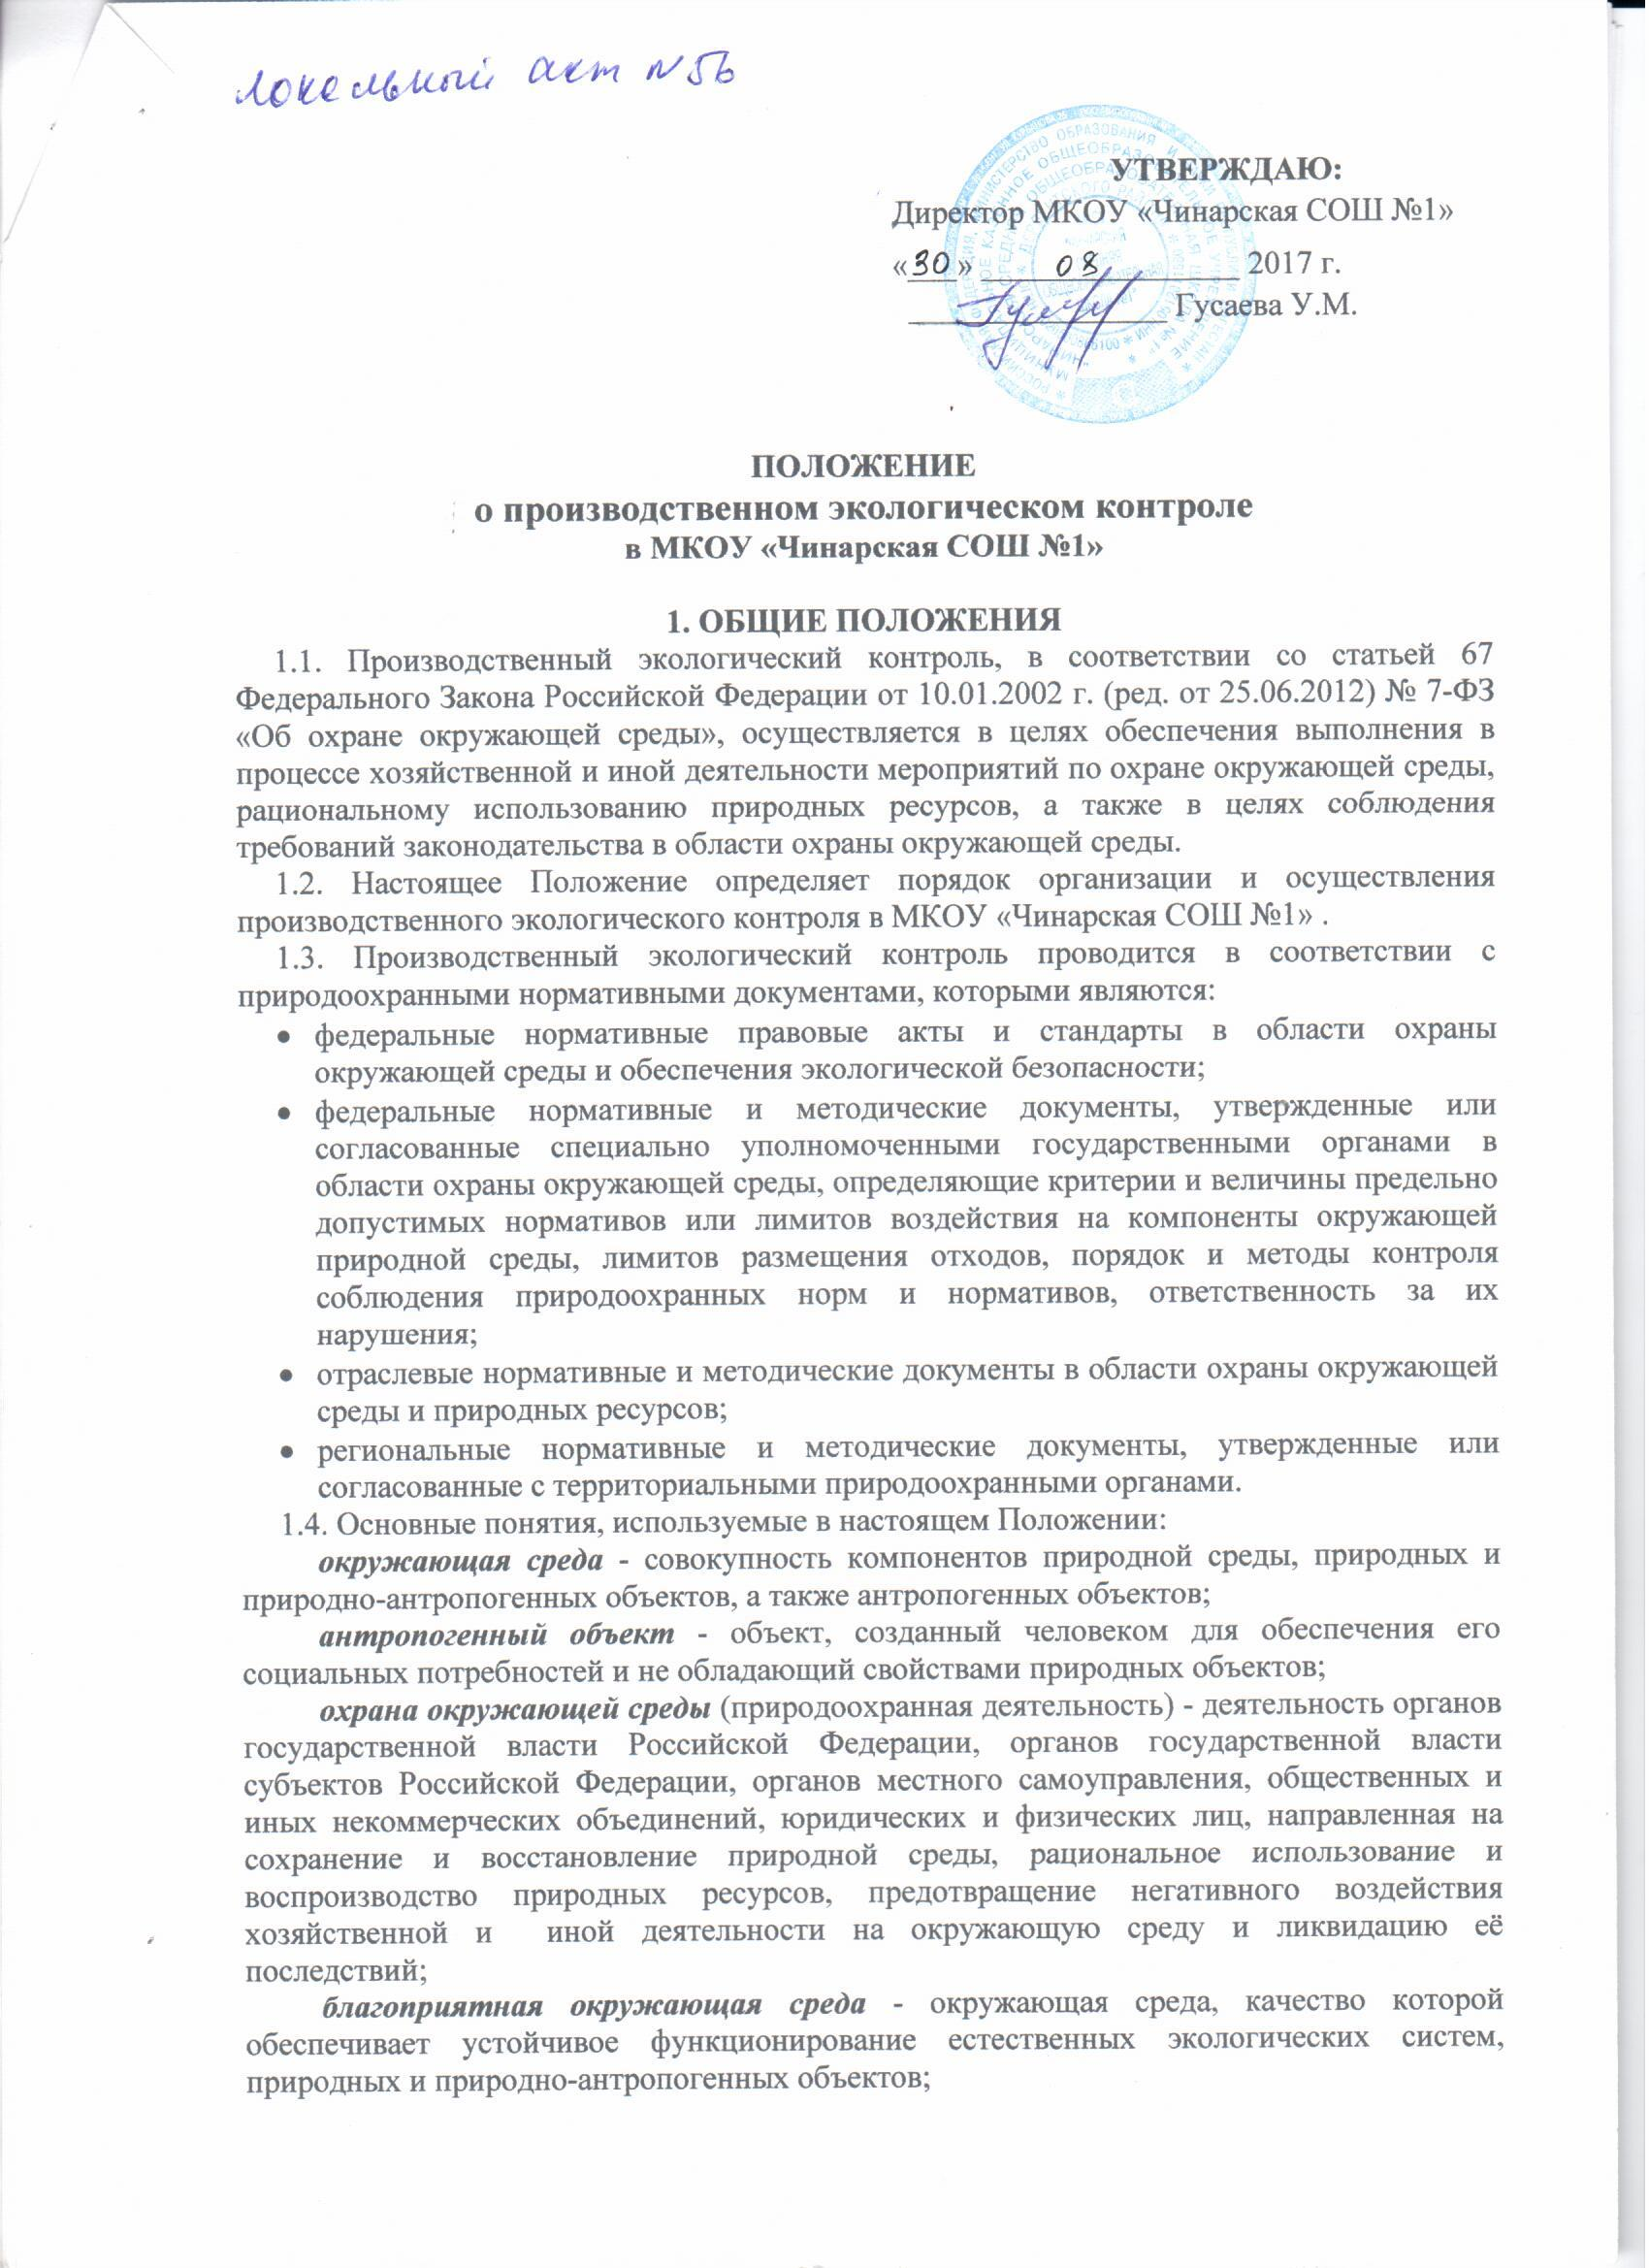 Локальный акт №56
УТВЕРЖДАЮ:
Директор МКОУ «Чинарская СОШ №1»
«30» 08 2017 г.
Гусаева У.М.
ПОЛОЖЕНИЕ
о производственном экологическом контроле
в МКОУ «Чинарская СОШ №1»
1. ОБЩИЕ ПОЛОЖЕНИЯ
1.1. Производственный экологический контроль, в соответствии со статьей 67
Федерального Закона Российской Федерации от 10.01.2002 г. (ред. от 25.06.2012) № 7-ФЗ
«Об охране окружающей среды», осуществляется в целях обеспечения выполнения в
процессе хозяйственной и иной деятельности мероприятий по охране окружающей среды,
рациональному использованию природных ресурсов, а также в целях соблюдения
требований законодательства в области охраны окружающей среды.
1.2. Настоящее Положение определяет порядок организации и осуществления
производственного экологического контроля в МКОУ «Чинарская СОШ №1» .
1.3. Производственный экологический контроль проводится в соответствии с
природоохранными нормативными документами, которыми являются:
• федеральные нормативные правовые акты и стандарты в области охраны
окружающей среды и обеспечения экологической безопасности;
• федеральные нормативные и методические документы, утвержденные или
согласованные специально уполномоченными государственными органами в
области охраны окружающей среды, определяющие критерии и величины предельно
допустимых нормативов или лимитов воздействия на компоненты окружающей
природной среды, лимитов размещения отходов, порядок и методы контроля
соблюдения природоохранных норм и нормативов, ответственность за их
нарушения;
• отраслевые нормативные и методические документы в области охраны окружающей
среды и природных ресурсов;
• региональные нормативные и методические документы, утвержденные или
согласованные с территориальными природоохранными органами.
1.4. Основные понятия, используемые в настоящем Положении:
окружающая среда - совокупность компонентов природной среды, природных и
природно-антропогенных объектов, а также антропогенных объектов;
антропогенный объект - объект, созданный человеком для обеспечения его
социальных потребностей и не обладающий свойствами природных объектов;
охрана окружающей среды (природоохранная деятельность) - деятельность органов
государственной власти Российской Федерации, органов государственной власти
субъектов Российской Федерации, органов местного самоуправления, общественных и
иных некоммерческих объединений, юридических и физических лиц, направленная на
сохранение и восстановление природной среды, рациональное использование и
воспроизводство природных ресурсов, предотвращение негативного воздействия
хозяйственной и иной деятельности на окружающую среду и ликвидацию её
последствий;
благоприятная окружающая среда - окружающая среда, качество которой
обеспечивает устойчивое функционирование естественных экологических систем,
природных и природно-антропогенных объектов;